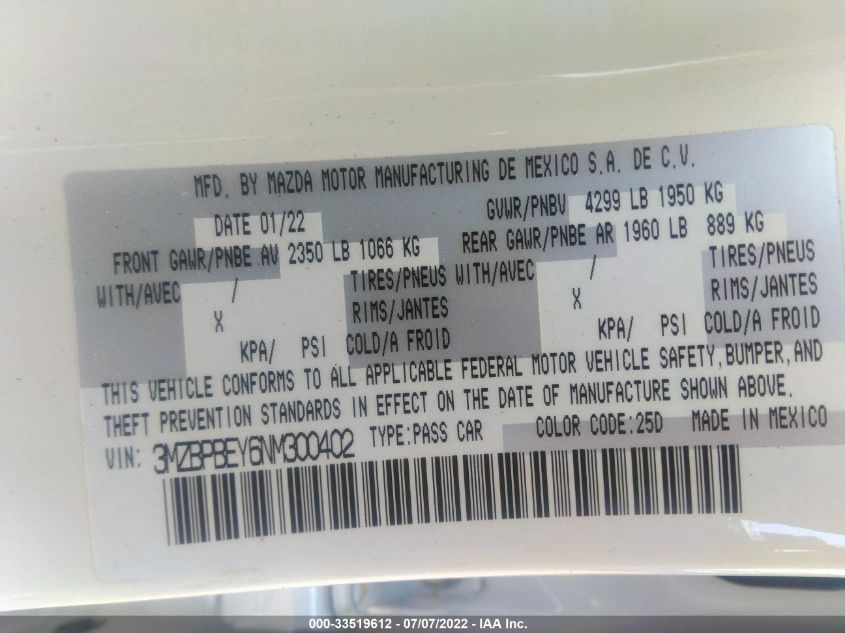 MFD. BY MAZDA MOTOR MANUFACTURING DE MEXICO S.A. DE C.V.
DATE 01/22 GVWR/PNBV 4299 LB 1950 KG
FRONT GAWR/PNBE AV 2350 LB 1066 KG REAR GAWR/PNBE AR 1960 LB 889 KG
WITH/AVEC / TIRES/PNEUS WITH/AVEC / TIRES/PNEUS
X RIMS/JANTES X RIMS/JANTES
KPA/ PSI COLD/A FROID KPA/ PSI COLD/A FROID
THIS VEHICLE CONFORMS TO ALL APPLICABLE FEDERAL MOTOR VEHICLE SAFETY,BUMPER,AND
THEFT PREVENTION STANDARDS IN EFFECT ON THE DATE OF MANUFACTURE SHOWN ABOVE.
VIN: 3MZBPBEY6NM300402 TYPE:PASS CAR COLOR CODE:25D MADE IN MEXICO
000-33519612 - 07/07/2022 - IAA Inc.